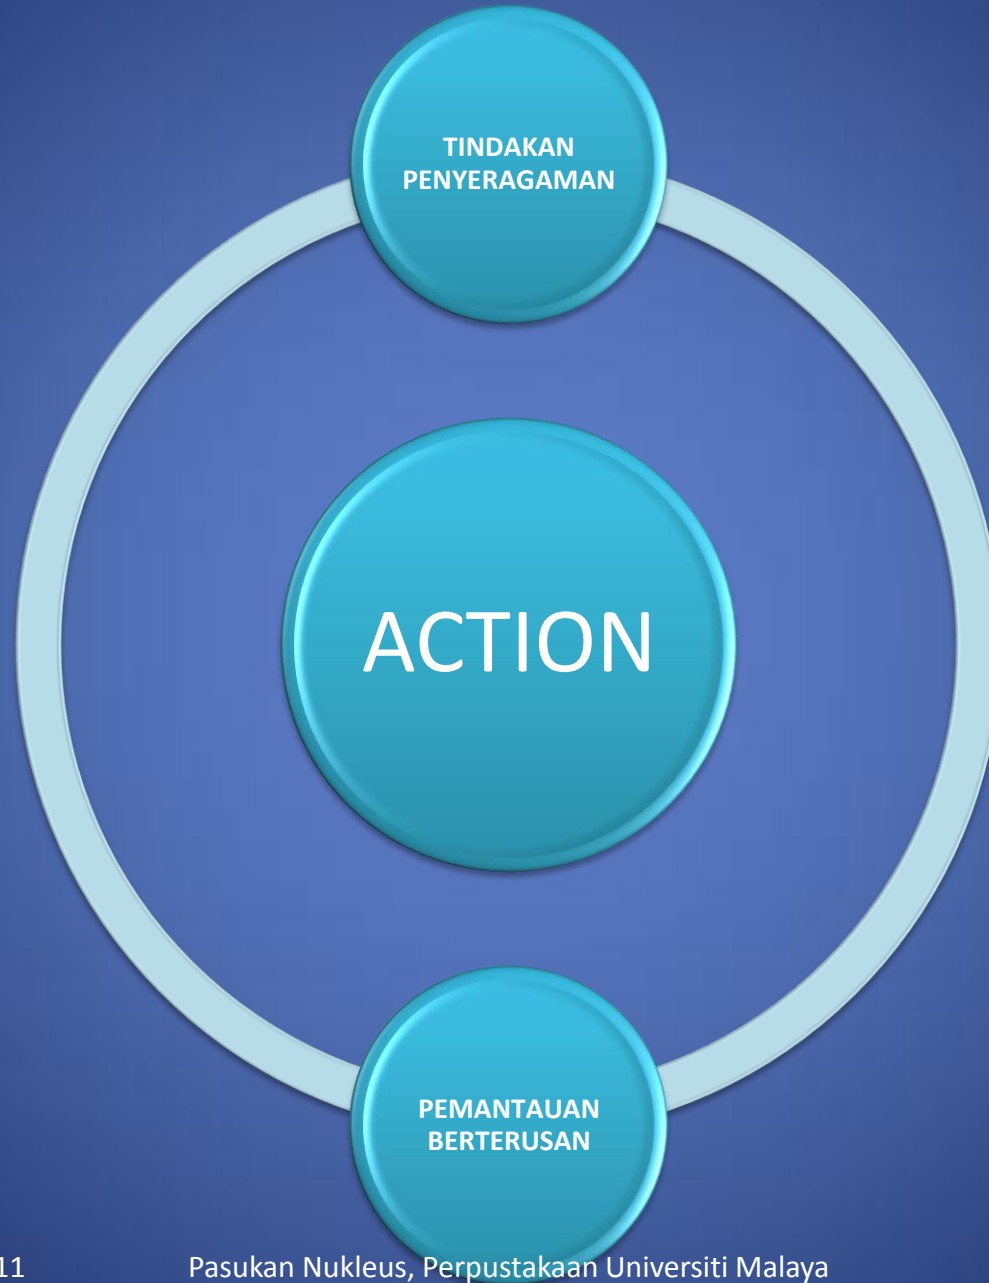 TINDAKAN
PENYERAGAMAN
ACTION
PEMANTAUAN
BERTERUSAN
11 Pasukan Nukleus, Perpustakaan Universiti Malaya